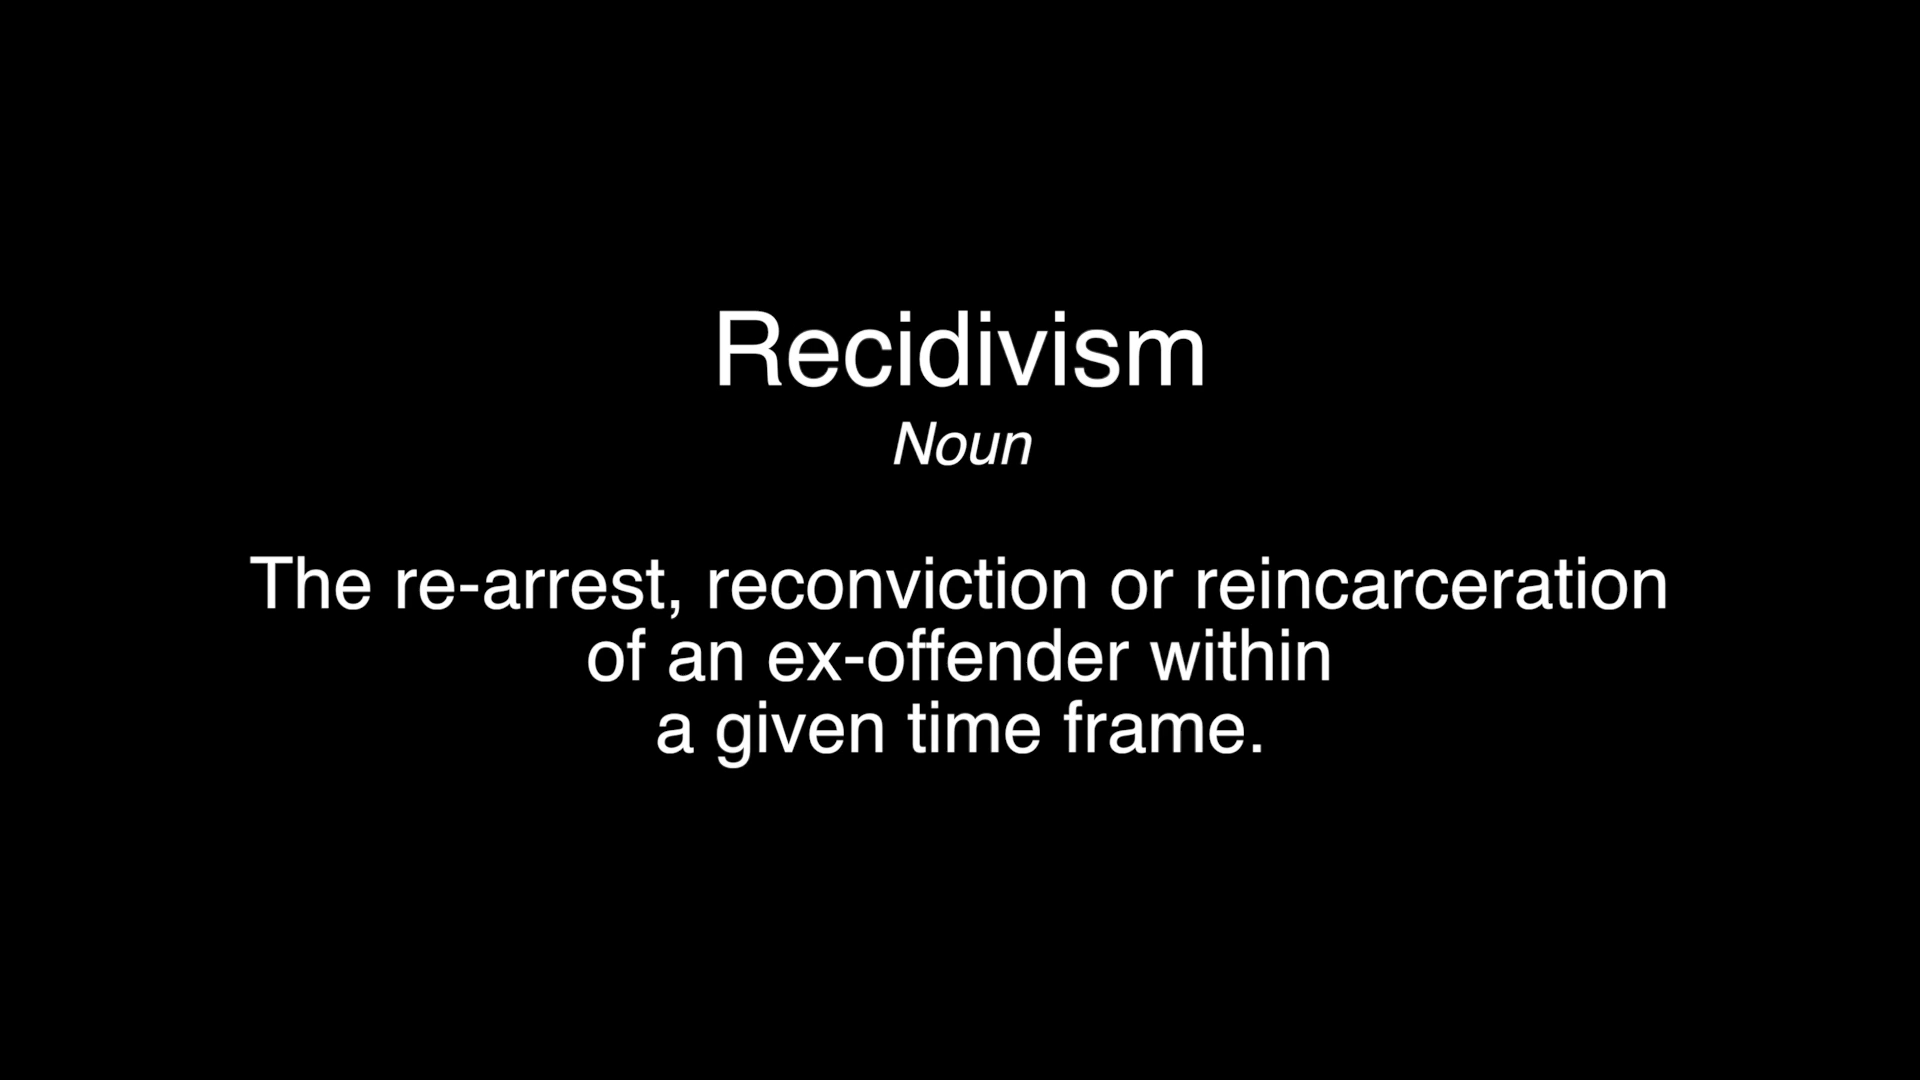 Recidivism
Noun
The re-arrest, reconviction or reincarceration
of an ex-offender within
a given time frame.